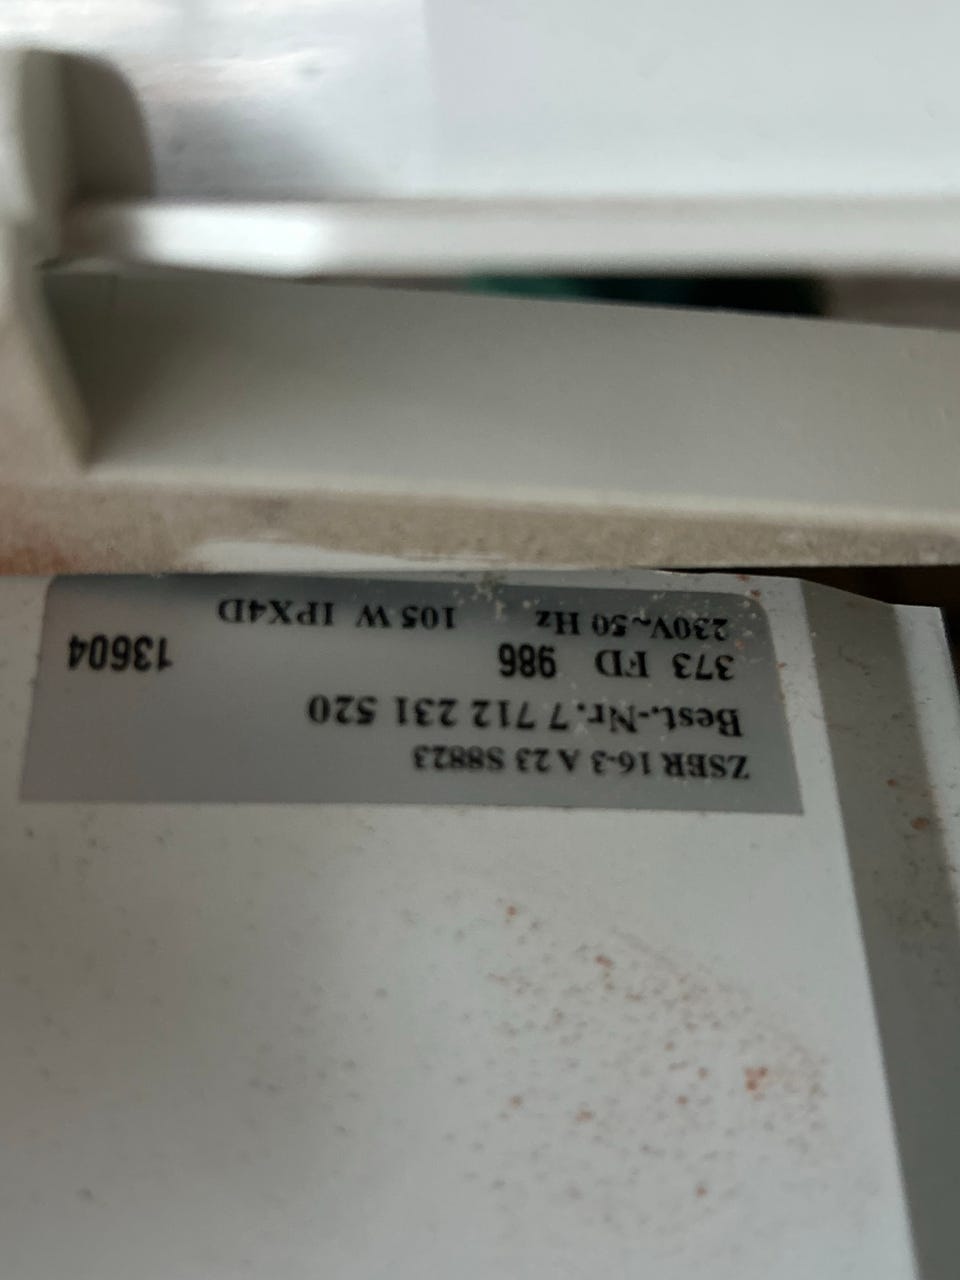 ZSBR 16-3 A 23 S8823
Best.-Nr. 7 712 231 520
373 FD 986 13604
230V~50 Hz 105 W IPX4D